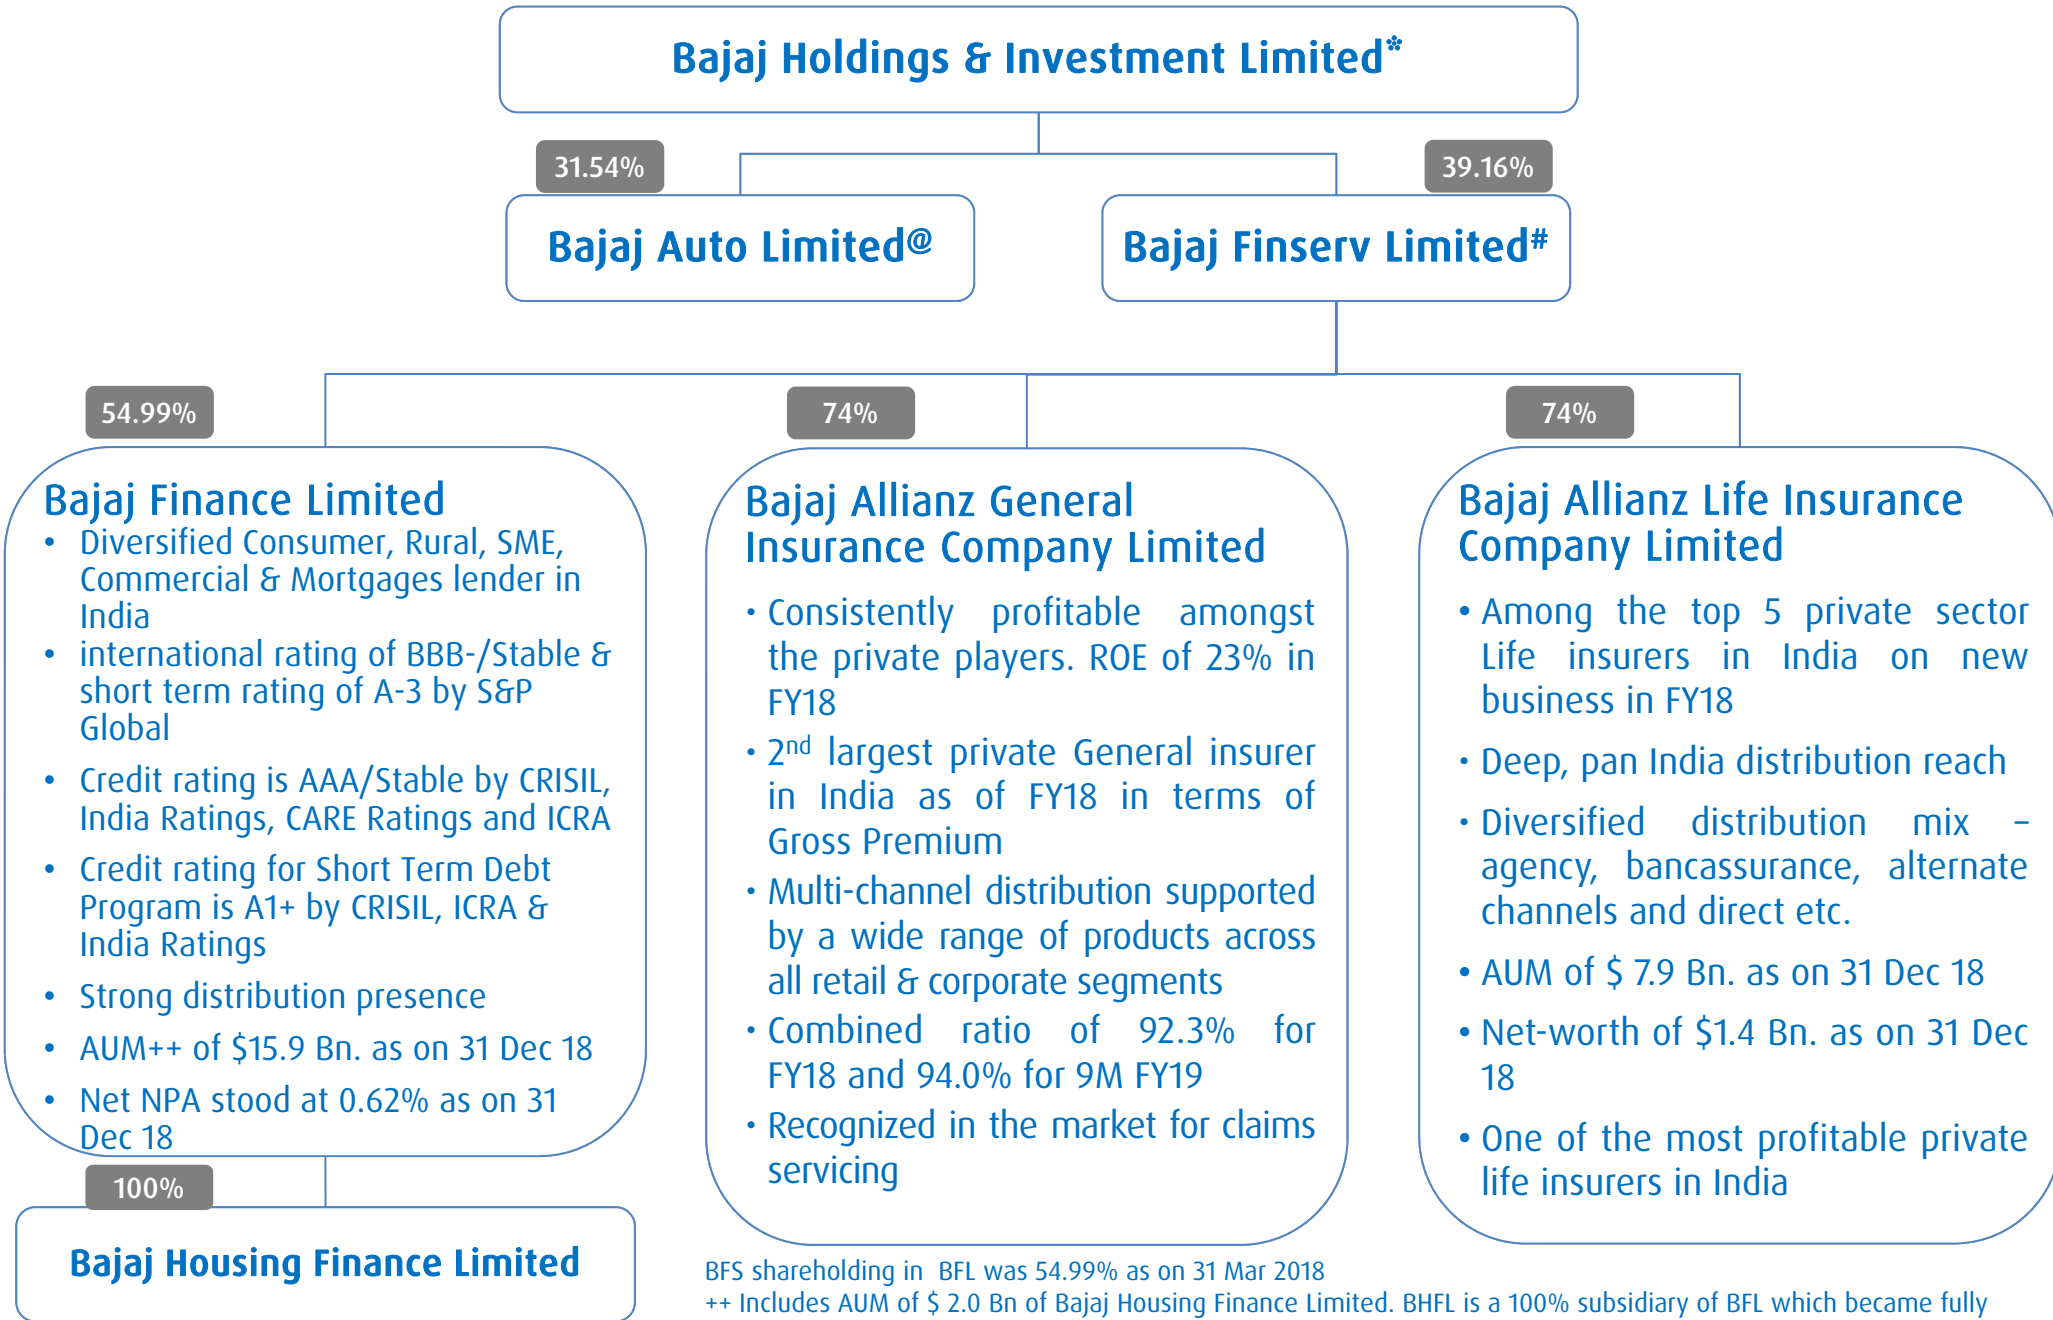 Bajaj Holdings & Investment Limited*
31.54%
39.16%
Bajaj Auto Limited@
Bajaj Finserv Limited#
54.99%
74%
74%
Bajaj Finance Limited
• Diversified Consumer, Rural, SME,
Commercial & Mortgages lender in
India
• international rating of BBB-/Stable &
short term rating of A-3 by S&P
Global
• Credit rating is AAA/Stable by CRISIL,
India Ratings, CARE Ratings and ICRA
• Credit rating for Short Term Debt
Program is A1+ by CRISIL, ICRA &
India Ratings
• Strong distribution presence
• AUM++ of $15.9 Bn. as on 31 Dec 18
• Net NPA stood at 0.62% as on 31
Dec 18
100%
Bajaj Housing Finance Limited
Bajaj Allianz General
Insurance Company Limited
• Consistently profitable amongst
the private players. ROE of 23% in
FY18
• 2nd largest private General insurer
in India as of FY18 in terms of
Gross Premium
• Multi-channel distribution supported
by a wide range of products across
all retail & corporate segments
• Combined ratio of 92.3% for
FY18 and 94.0% for 9M FY19
• Recognized in the market for claims
servicing
Bajaj Allianz Life Insurance
Company Limited
• Among the top 5 private sector
Life insurers in India on new
business in FY18
• Deep, pan India distribution reach
• Diversified distribution mix –
agency, bancassurance, alternate
channels and direct etc.
• AUM of $ 7.9 Bn. as on 31 Dec 18
• Net-worth of $1.4 Bn. as on 31 Dec
18
• One of the most profitable private
life insurers in India
BFS shareholding in BFL was 54.99% as on 31 Mar 2018
++ Includes AUM of $ 2.0 Bn of Bajaj Housing Finance Limited. BHFL is a 100% subsidiary of BFL which became fully